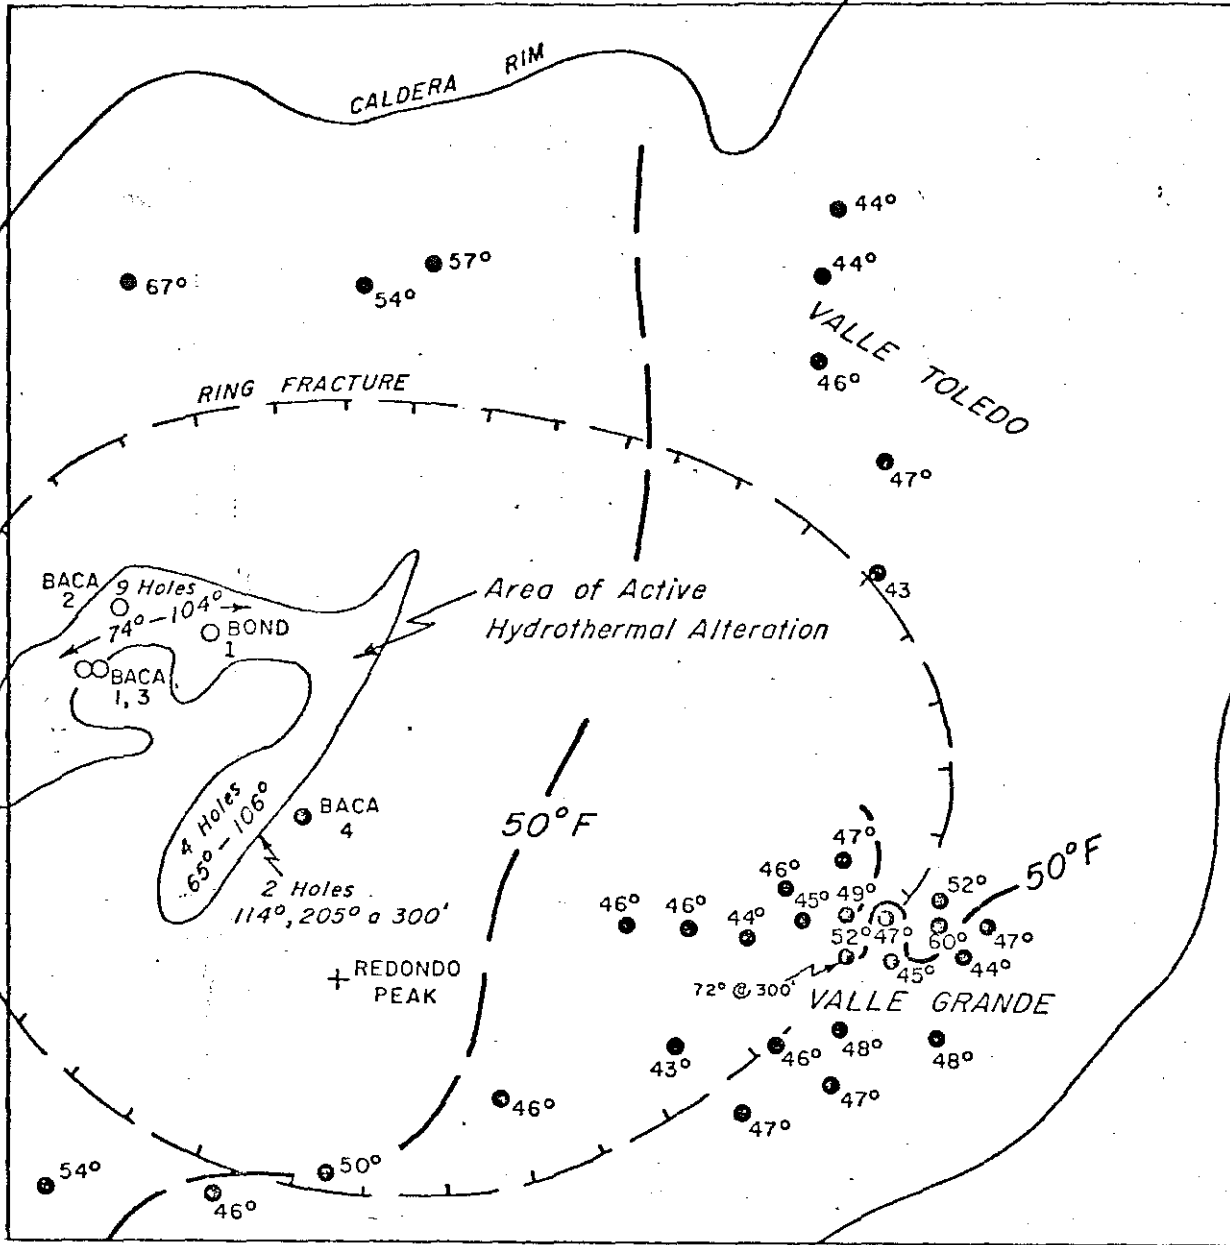 CALDERA RIM
44°
44°
57°
67°
54°
VALLE TOLEDO
46°
RING FRACTURE
47°
43
BACA
2
9 Holes
74° – 104°
BOND
1
BACA
1, 3
Area of Active
Hydrothermal Alteration
4 Holes
65° – 106°
BACA
4
50°F
2 Holes
114°, 205° a 300'
47°
46°
49°
52°
50°F
46°
46°
44°
45°
52°
47°
60°
47°
45°
44°
72° @ 300'
VALLE GRANDE
REDONDO
PEAK
43°
46°
48°
48°
46°
47°
47°
54°
46°
50°